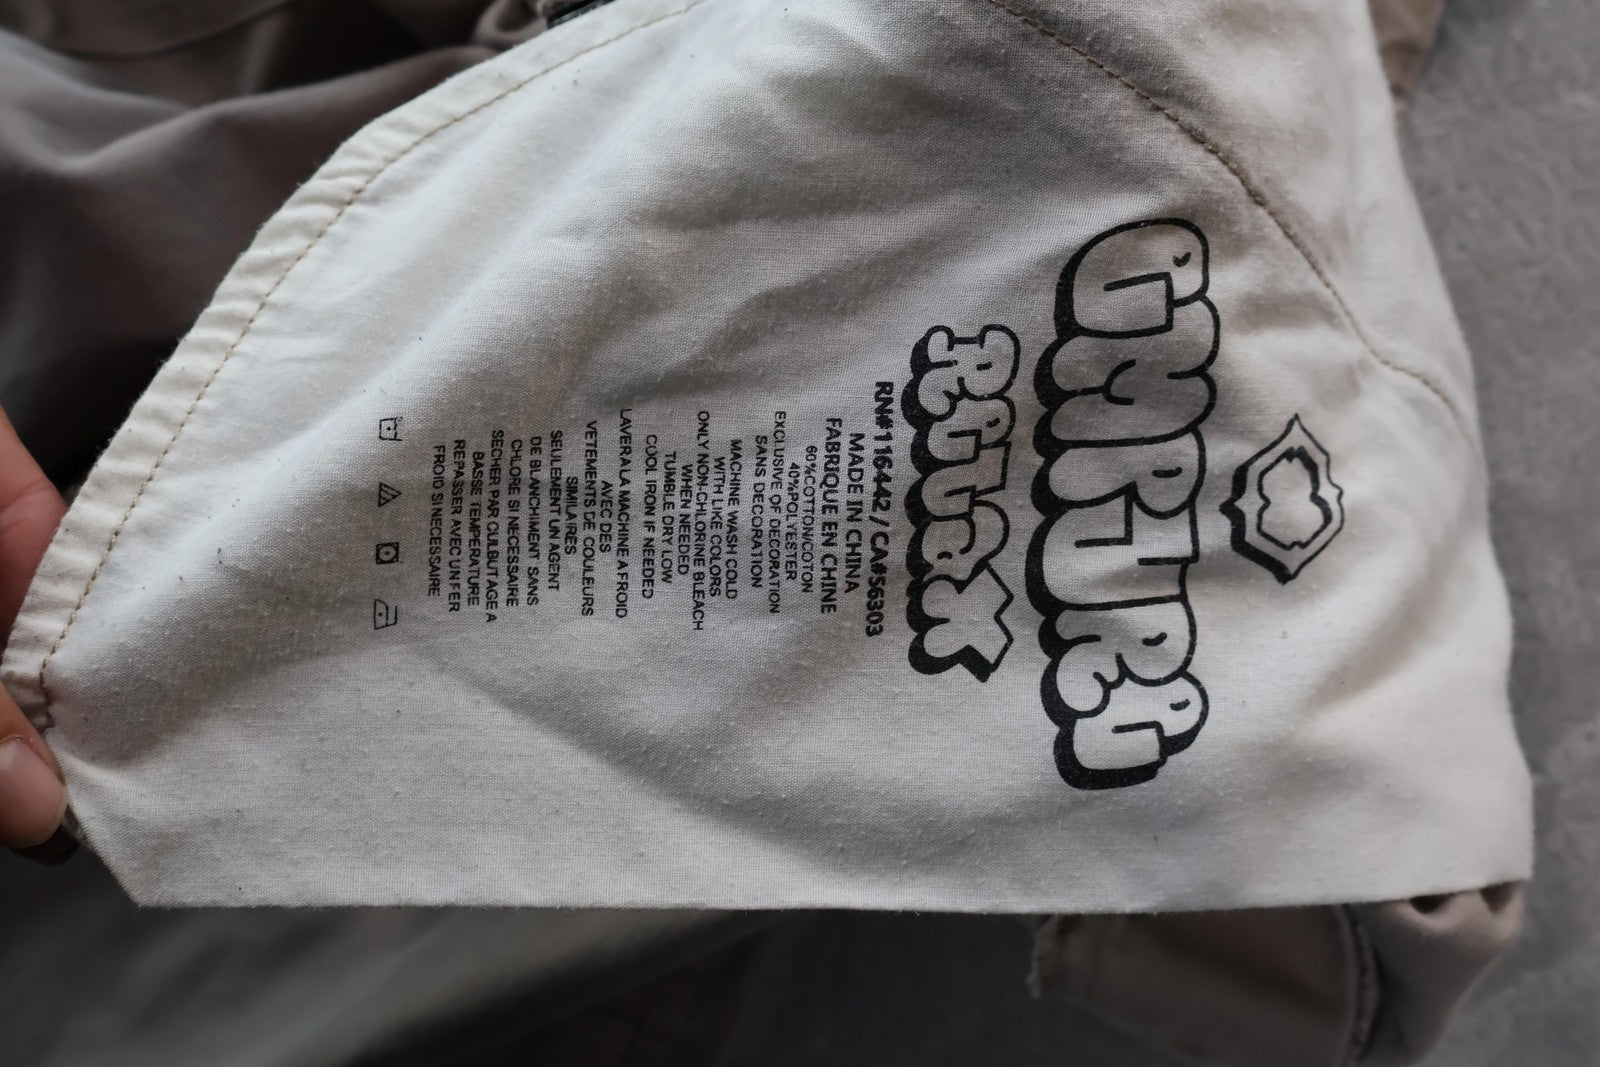 EMPIRE
RELAX
RN#116442 / CA#56303
MADE IN CHINA
FABRIQUE EN CHINE
60%COTTON/COTON
40%POLYESTER
EXCLUSIVE OF DECORATION
SANS DECORATION
MACHINE WASH COLD
WITH LIKE COLORS
ONLY NON-CHLORINE BLEACH
WHEN NEEDED
TUMBLE DRY LOW
COOL IRON IF NEEDED
LAVER A LA MACHINE A FROID
AVEC DES
VETEMENTS DE COULEURS
SIMILAIRES
SEULEMENT UN AGENT
DE BLANCHIMENT SANS
CHLORE SI NECESSAIRE
SECHER PAR CULBUTAGE A
BASSE TEMPERATURE
REPASSER AVEC UN FER
FROID SI NECESSAIRE